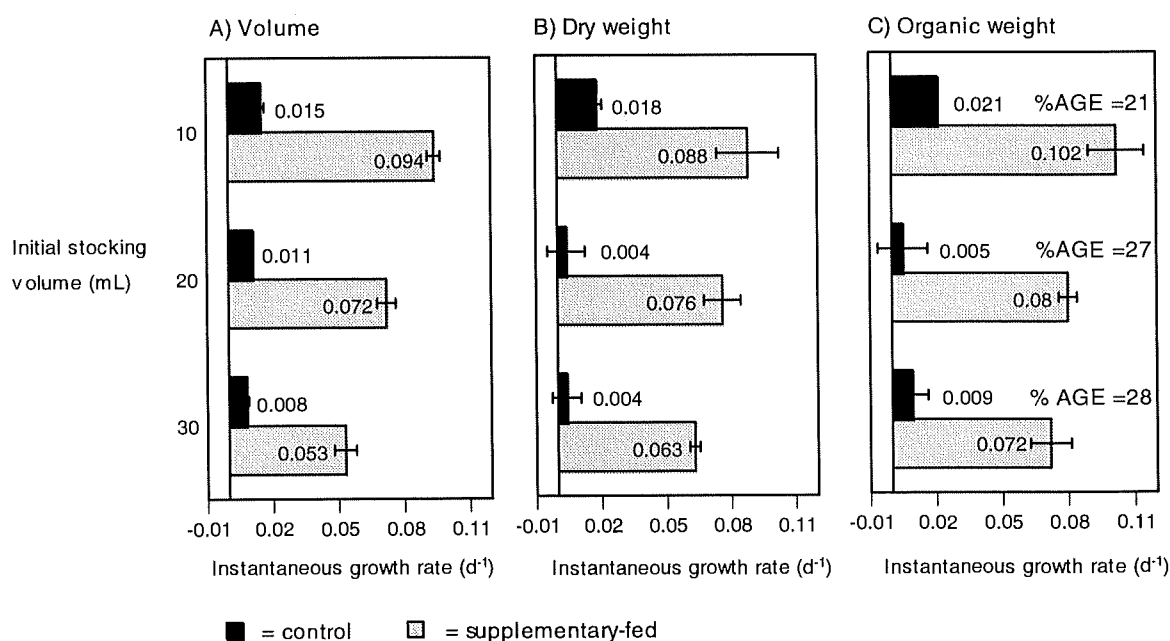 A) Volume
B) Dry weight
C) Organic weight
Initial stocking
volume (mL)
10
20
30
0.015
0.094
0.011
0.072
0.008
0.053
0.018
0.088
0.004
0.076
0.004
0.063
0.021 %AGE =21
0.102
0.005 %AGE =27
0.08
0.009 % AGE =28
0.072
-0.01 0.02 0.05 0.08 0.11
-0.01 0.02 0.05 0.08 0.11
-0.01 0.02 0.05 0.08 0.11
Instantaneous growth rate (d⁻¹)
Instantaneous growth rate (d⁻¹)
Instantaneous growth rate (d⁻¹)
= control = supplementary-fed